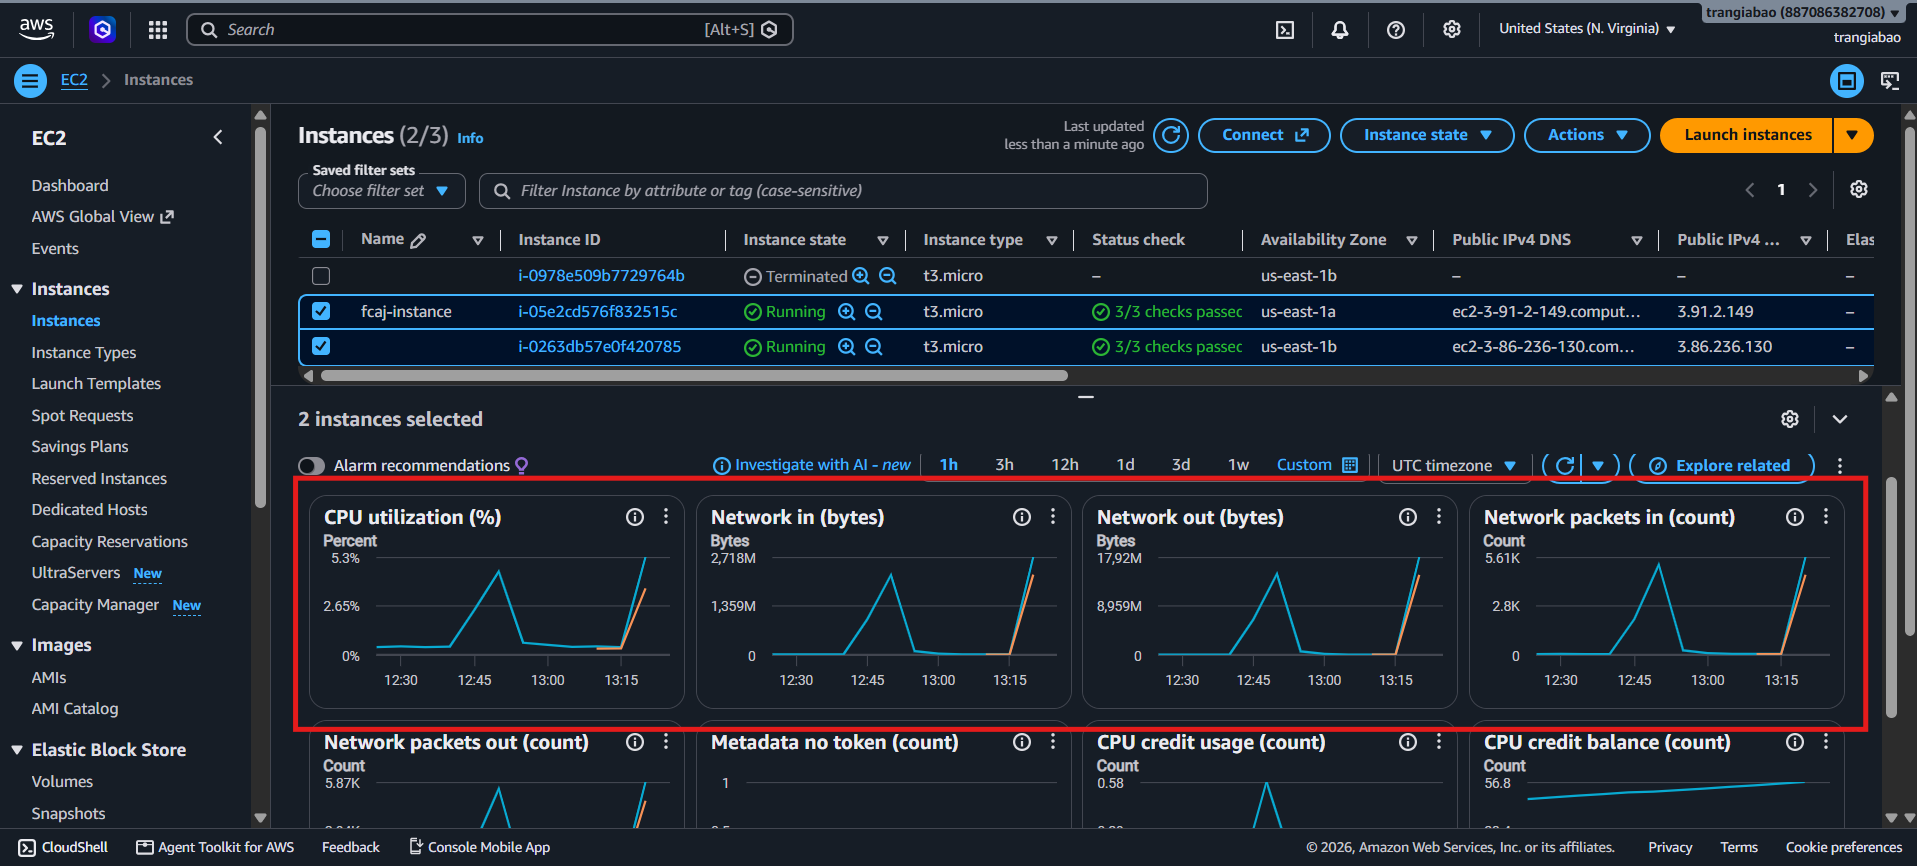 aws
Search
[Alt+S]
United States (N. Virginia)
trangiabao (887086382708)
trangiabao
EC2
Instances
EC2
Dashboard
AWS Global View
Events
Instances
Instances
Instance Types
Launch Templates
Spot Requests
Savings Plans
Reserved Instances
Dedicated Hosts
Capacity Reservations
UltraServers New
Capacity Manager New
Images
AMIs
AMI Catalog
Elastic Block Store
Volumes
Snapshots
Instances (2/3) Info
Last updated
less than a minute ago
Connect
Instance state
Actions
Launch instances
Saved filter sets
Choose filter set
Filter Instance by attribute or tag (case-sensitive)
1
Name Instance ID Instance state Instance type Status check Availability Zone Public IPv4 DNS Public IPv4 ... Elas
i-0978e509b7729764b Terminated t3.micro – us-east-1b – – –
fcaj-instance i-05e2cd576f832515c Running t3.micro 3/3 checks passed us-east-1a ec2-3-91-2-149.comput... 3.91.2.149 –
i-0263db57e0f420785 Running t3.micro 3/3 checks passed us-east-1b ec2-3-86-236-130.com... 3.86.236.130 –
2 instances selected
Alarm recommendations
Investigate with AI - new
1h 3h 12h 1d 3d 1w Custom
UTC timezone
Explore related
CPU utilization (%)
Percent
5.3%
2.65%
0%
12:30 12:45 13:00 13:15
Network in (bytes)
Bytes
2,718M
1,359M
0
12:30 12:45 13:00 13:15
Network out (bytes)
Bytes
17,92M
8,959M
0
12:30 12:45 13:00 13:15
Network packets in (count)
Count
5.61K
2.8K
0
12:30 12:45 13:00 13:15
Network packets out (count)
Count
5.87K
Metadata no token (count)
1
CPU credit usage (count)
Count
0.58
CPU credit balance (count)
Count
56.8
CloudShell
Agent Toolkit for AWS
Feedback
Console Mobile App
© 2026, Amazon Web Services, Inc. or its affiliates.
Privacy
Terms
Cookie preferences